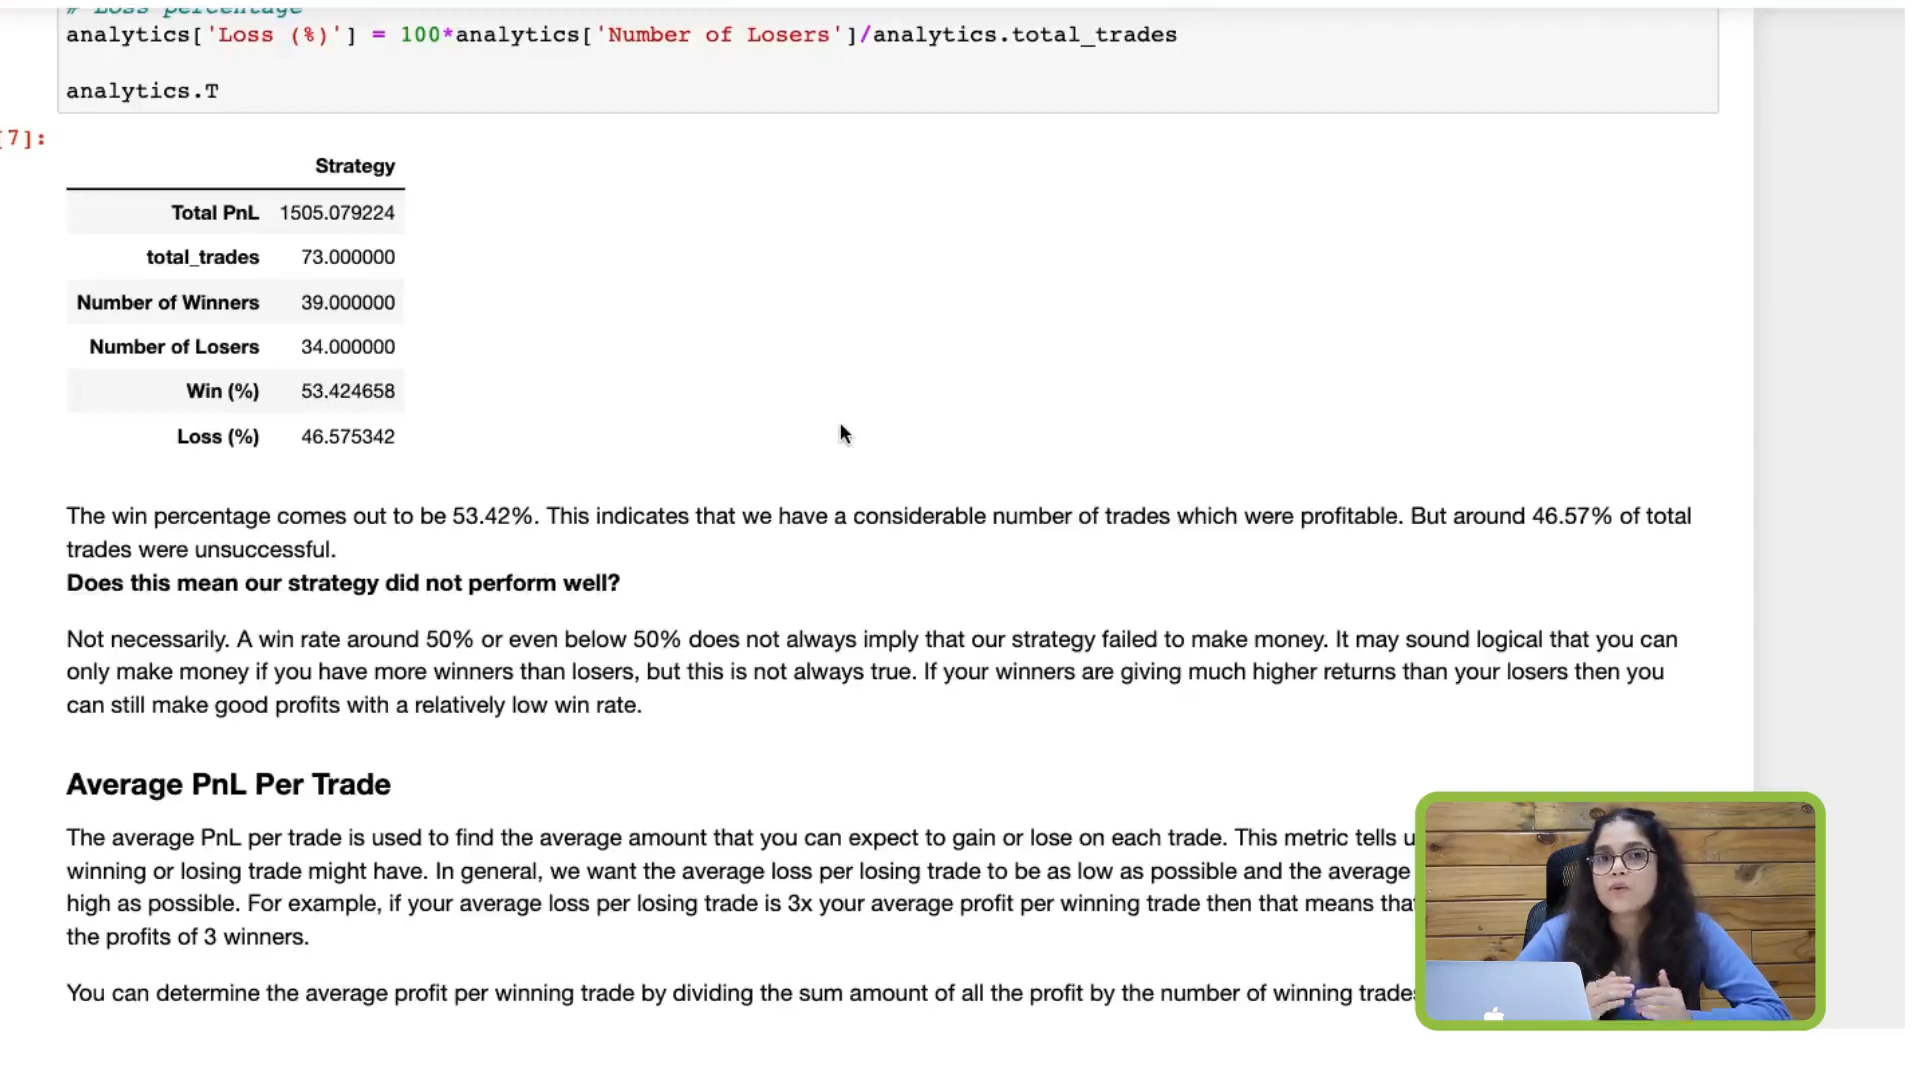 # Loss percentage
analytics['Loss (%)'] = 100*analytics['Number of Losers']/analytics.total_trades
analytics.T
[7]:
Strategy
Total PnL 1505.079224
total_trades 73.000000
Number of Winners 39.000000
Number of Losers 34.000000
Win (%) 53.424658
Loss (%) 46.575342
The win percentage comes out to be 53.42%. This indicates that we have a considerable number of trades which were profitable. But around 46.57% of total
trades were unsuccessful.
Does this mean our strategy did not perform well?
Not necessarily. A win rate around 50% or even below 50% does not always imply that our strategy failed to make money. It may sound logical that you can
only make money if you have more winners than losers, but this is not always true. If your winners are giving much higher returns than your losers then you
can still make good profits with a relatively low win rate.
Average PnL Per Trade
The average PnL per trade is used to find the average amount that you can expect to gain or lose on each trade. This metric tells
winning or losing trade might have. In general, we want the average loss per losing trade to be as low as possible and the average
high as possible. For example, if your average loss per losing trade is 3x your average profit per winning trade then that means
the profits of 3 winners.
You can determine the average profit per winning trade by dividing the sum amount of all the profit by the number of winning